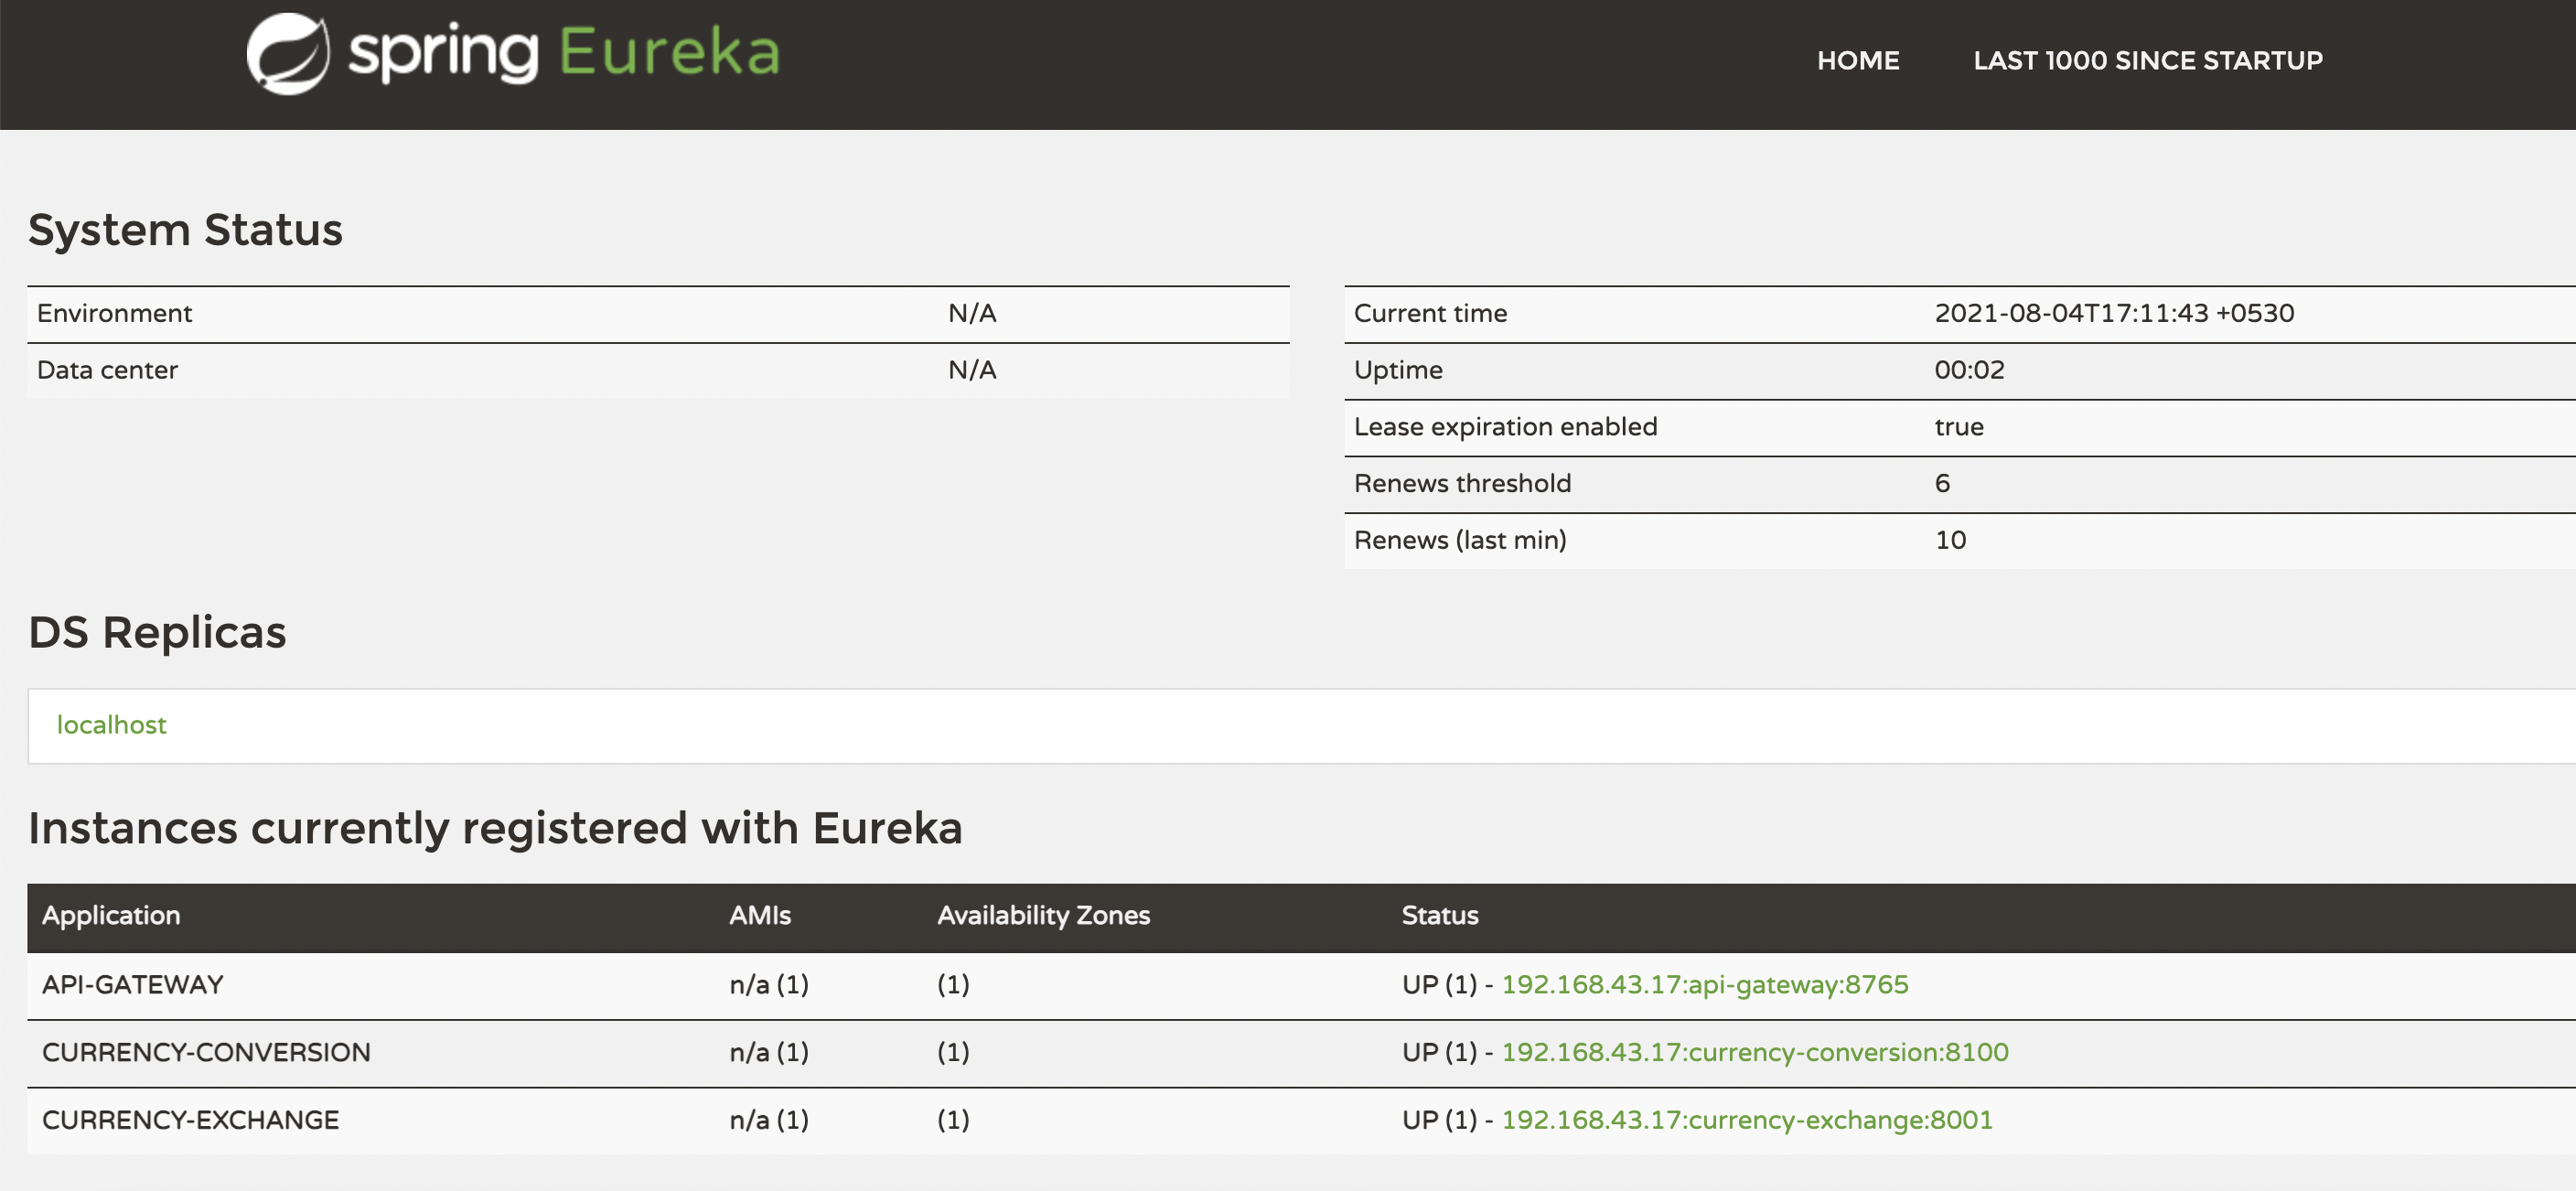 spring Eureka
HOME LAST 1000 SINCE STARTUP
System Status
Environment N/A
Data center N/A
Current time 2021-08-04T17:11:43 +0530
Uptime 00:02
Lease expiration enabled true
Renews threshold 6
Renews (last min) 10
DS Replicas
localhost
Instances currently registered with Eureka
Application AMIs Availability Zones Status
API-GATEWAY n/a (1) (1) UP (1) - 192.168.43.17:api-gateway:8765
CURRENCY-CONVERSION n/a (1) (1) UP (1) - 192.168.43.17:currency-conversion:8100
CURRENCY-EXCHANGE n/a (1) (1) UP (1) - 192.168.43.17:currency-exchange:8001